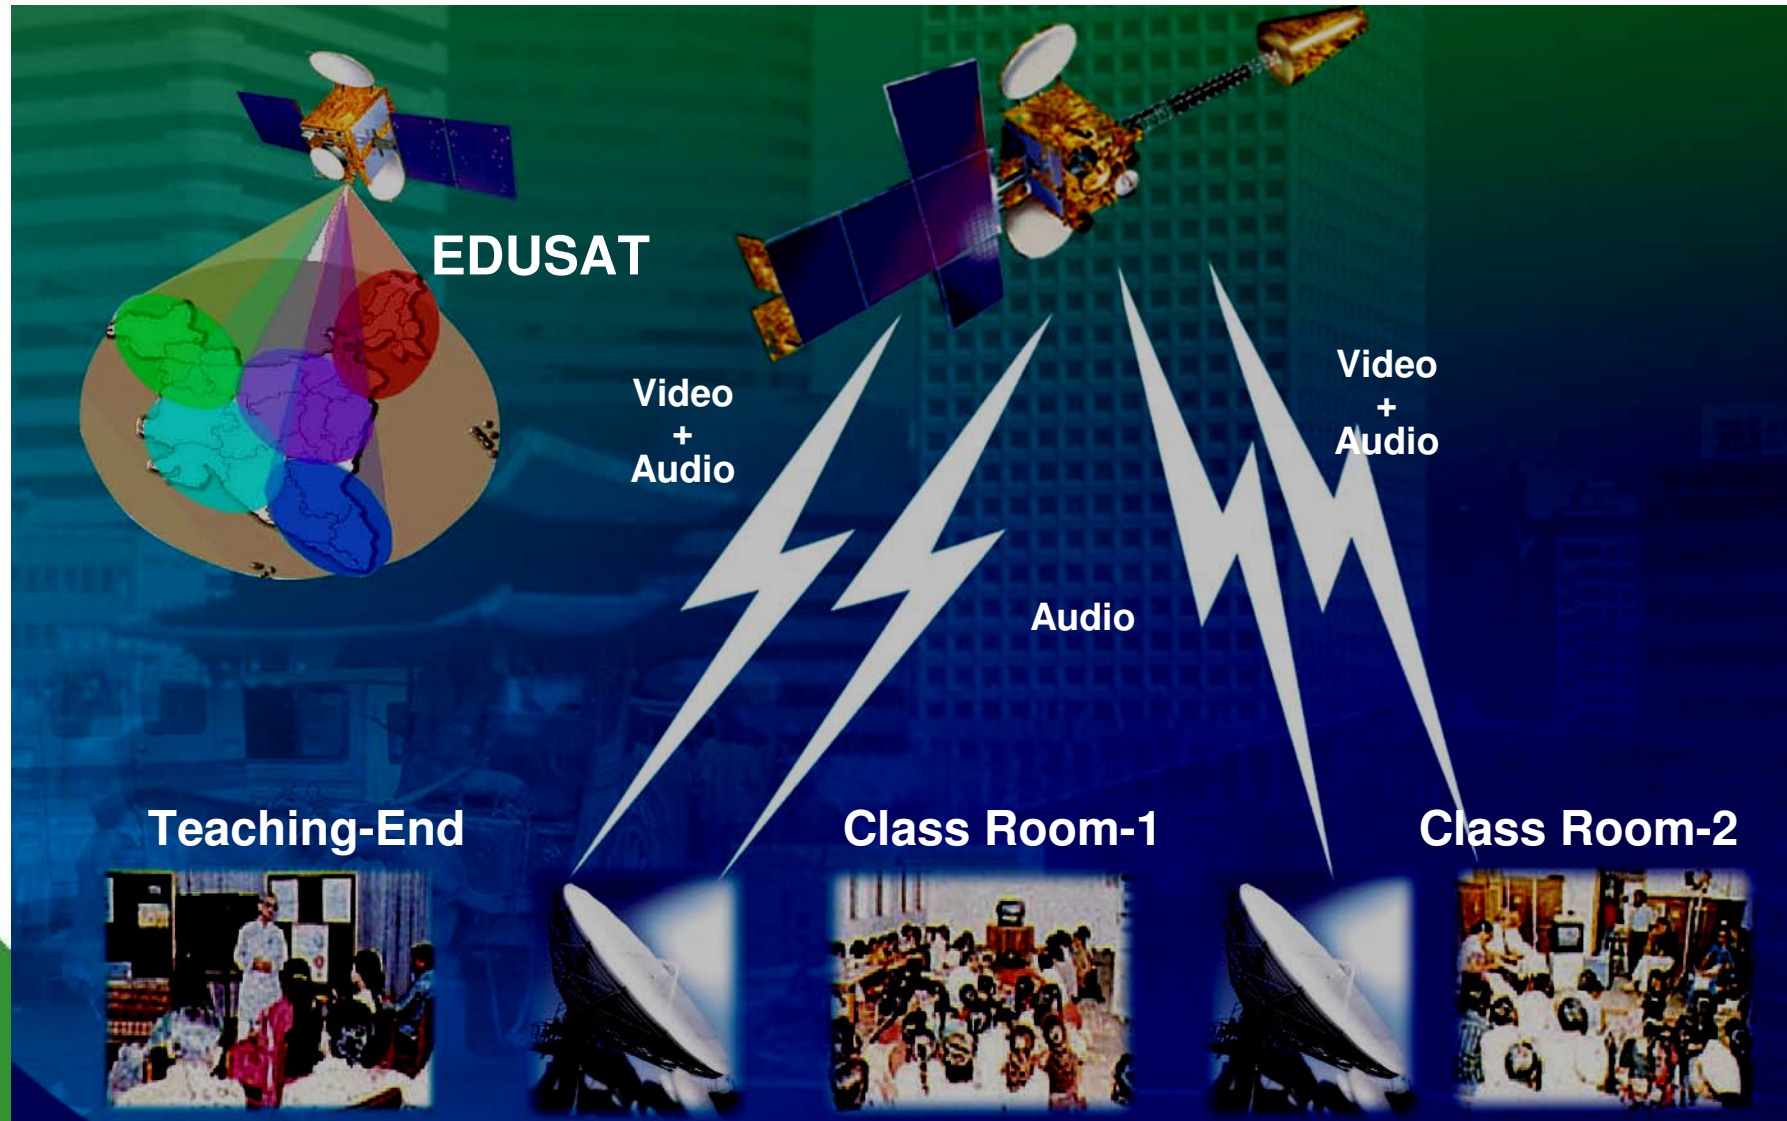 EDUSAT
Video
+
Audio
Video
+
Audio
Audio
Teaching-End
Class Room-1
Class Room-2